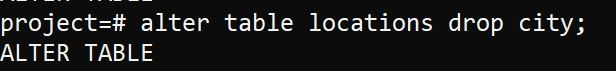 project=# alter table locations drop city;
ALTER TABLE